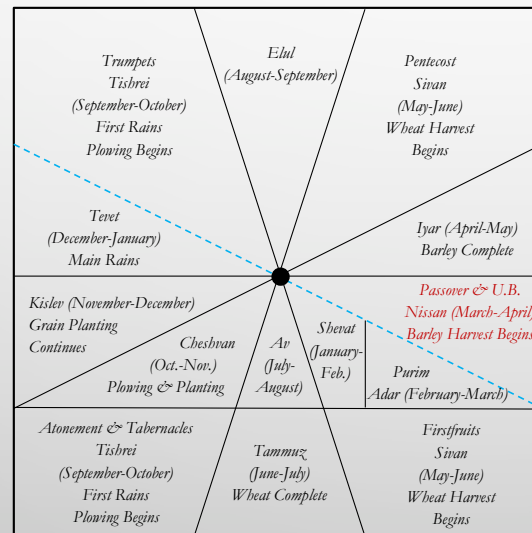 Trumpets
Tishrei
(September-October)
First Rains
Plowing Begins
Elul
(August-September)
Pentecost
Sivan
(May-June)
Wheat Harvest
Begins
Tevet
(December-January)
Main Rains
Iyar (April-May)
Barley Complete
Passover & U.B.
Nissan (March-April)
Barley Harvest Begins
Kislev (November-December)
Grain Planting
Continues
Cheshvan
(Oct.-Nov.)
Plowing & Planting
Av
(July-
August)
Shevat
(January-
Feb.)
Purim
Adar (February-March)
Atonement & Tabernacles
Tishrei
(September-October)
First Rains
Plowing Begins
Tammuz
(June-July)
Wheat Complete
Firstfruits
Sivan
(May-June)
Wheat Harvest
Begins